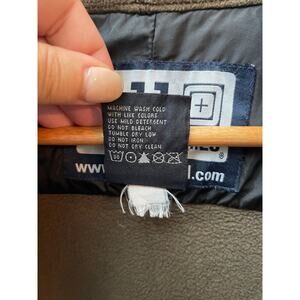 MACHINE WASH COLD
WITH LIKE COLORS
USE MILD DETERGENT
DO NOT BLEACH
TUMBLE DRY LOW
DO NOT IRON
DO NOT DRY CLEAN
www
l.com